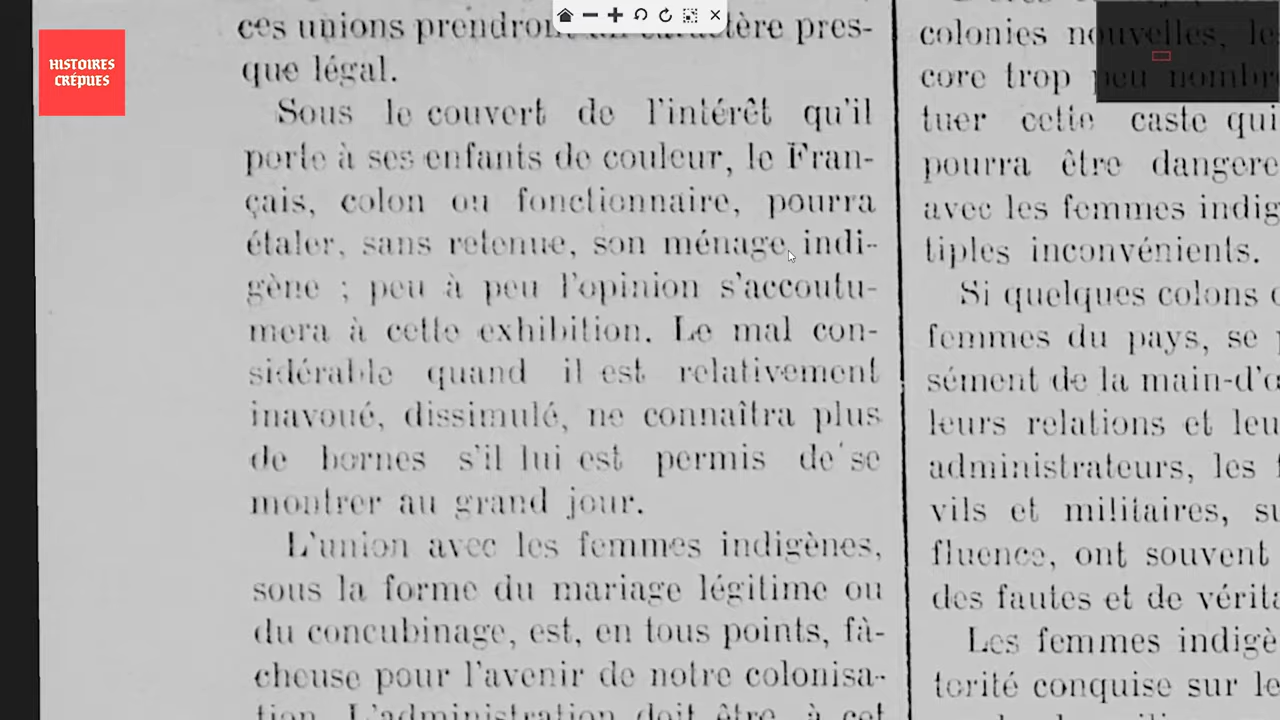 HISTOIRES
CRÉPUES
ces unions prendront un caractère pres-
que légal.
Sous le couvert de l'intérêt qu'il
porte à ses enfants de couleur, le Fran-
çais, colon ou fonctionnaire, pourra
étaler, sans retenue, son ménage indi-
gène ; peu à peu l'opinion s'accoutu-
mera à cette exhibition. Le mal con-
sidérable quand il est relativement
inavoué, dissimulé, ne connaîtra plus
de bornes s'il lui est permis de se
montrer au grand jour.
L'union avec les femmes indigènes,
sous la forme du mariage légitime ou
du concubinage, est, en tous points, fâ-
cheuse pour l'avenir de notre colonisa-
tion. L'administration doit être, à cet
colonies nouvelles, le
core trop peu nombr
tuer cette caste qui
pourra être dangere
avec les femmes indig
tiples inconvénients.
Si quelques colons
femmes du pays, se
sément de la main-d'œ
leurs relations et leu
administrateurs, les
vils et militaires, su
fluence, ont souvent
des fautes et de vérita
Les femmes indigè
torité conquise sur le